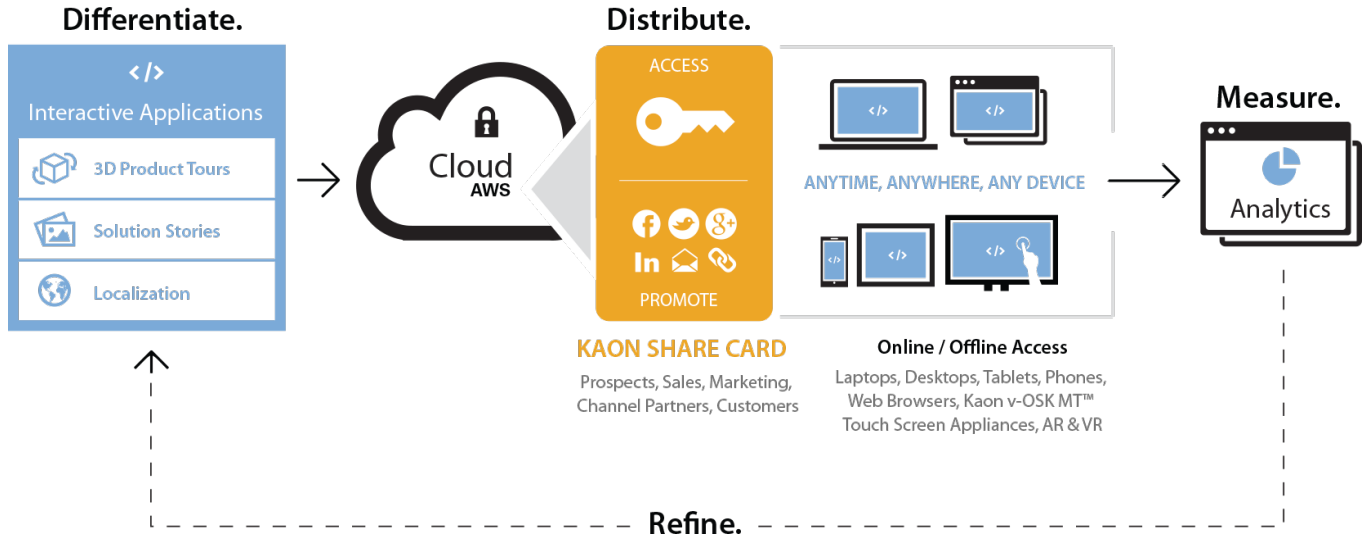 Differentiate.
</>
Interactive Applications
3D Product Tours
Solution Stories
Localization
Cloud
AWS
Distribute.
ACCESS
f
g+
in
PROMOTE
KAON SHARE CARD
Prospects, Sales, Marketing,
Channel Partners, Customers
</>
</>
ANYTIME, ANYWHERE, ANY DEVICE
</>
</>
</>
Online / Offline Access
Laptops, Desktops, Tablets, Phones,
Web Browsers, Kaon v-OSK MT™
Touch Screen Appliances, AR & VR
Measure.
Analytics
Refine.